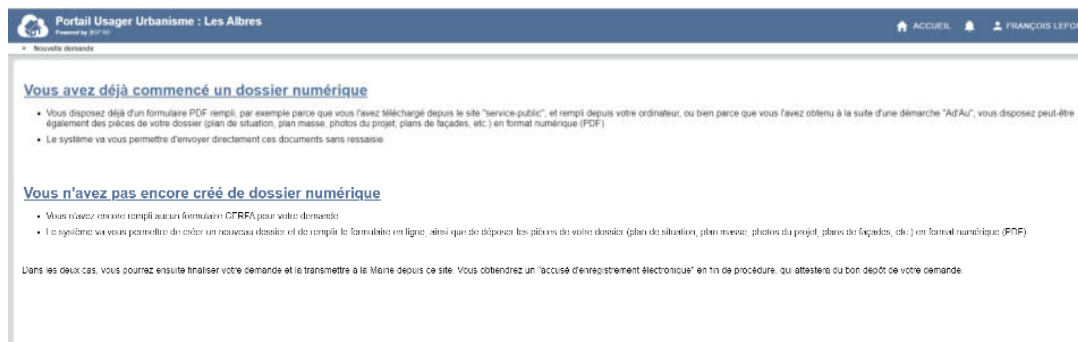 Portail Usager Urbanisme : Les Albres
Powered by
ACCUEIL
FRANÇOIS LEFO
Nouvelle demande
Vous avez déjà commencé un dossier numérique
• Vous disposez déjà d'un formulaire PDF rempli, par exemple parce que vous l'avez téléchargé depuis le site "service-public", et rempli depuis votre ordinateur, ou bien parce que vous l'avez obtenu à la suite d'une démarche "Ad'Au"; vous disposez peut-être
également des pièces de votre dossier (plan de situation, plan masse, photos du projet, plans de façades, etc.) en format numérique (PDF).
• Le système va vous permettre d'envoyer directement ces documents sans ressaisie
Vous n'avez pas encore créé de dossier numérique
• Vous n'avez encore rempli aucun formulaire CERFA pour votre demande
• Le système va vous permettre de créer un nouveau dossier et de remplir le formulaire en ligne, ainsi que de déposer les pièces de votre dossier (plan de situation, plan masse, photos du projet, plans de façades, etc.) en format numérique (PDF)
Dans les deux cas, vous pourrez ensuite finaliser votre demande et la transmettre à la Mairie depuis ce site. Vous obtiendrez un "accusé d'enregistrement électronique" en fin de procédure, qui attestera du bon dépôt de votre demande.